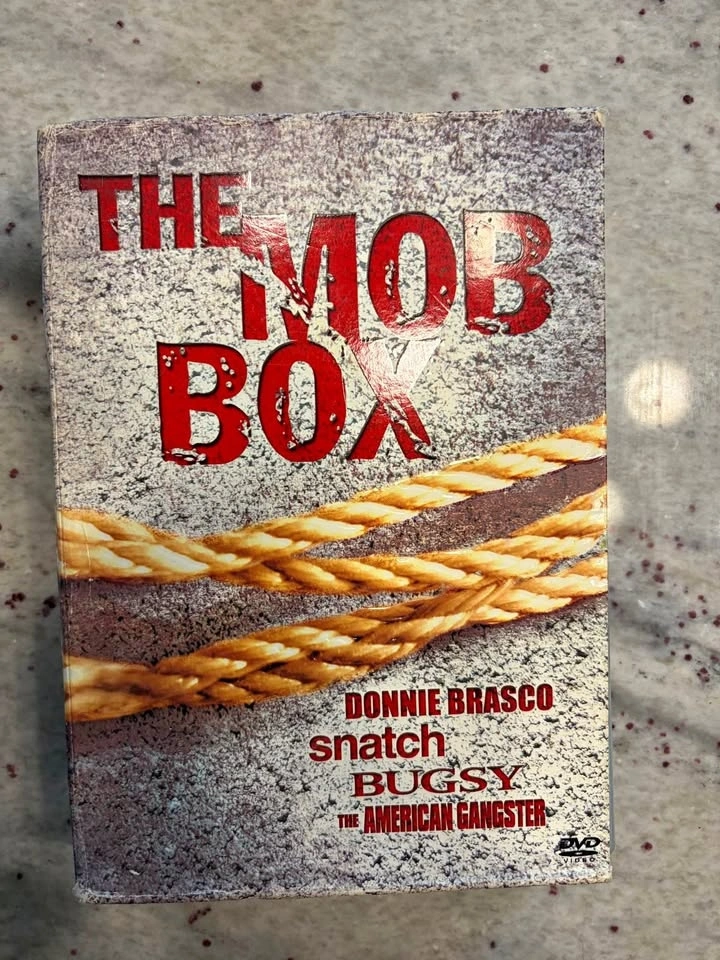 THE
MOB
BOX
DONNIE BRASCO
snatch
BUGSY
THE AMERICAN GANGSTER
DVD
VIDEO